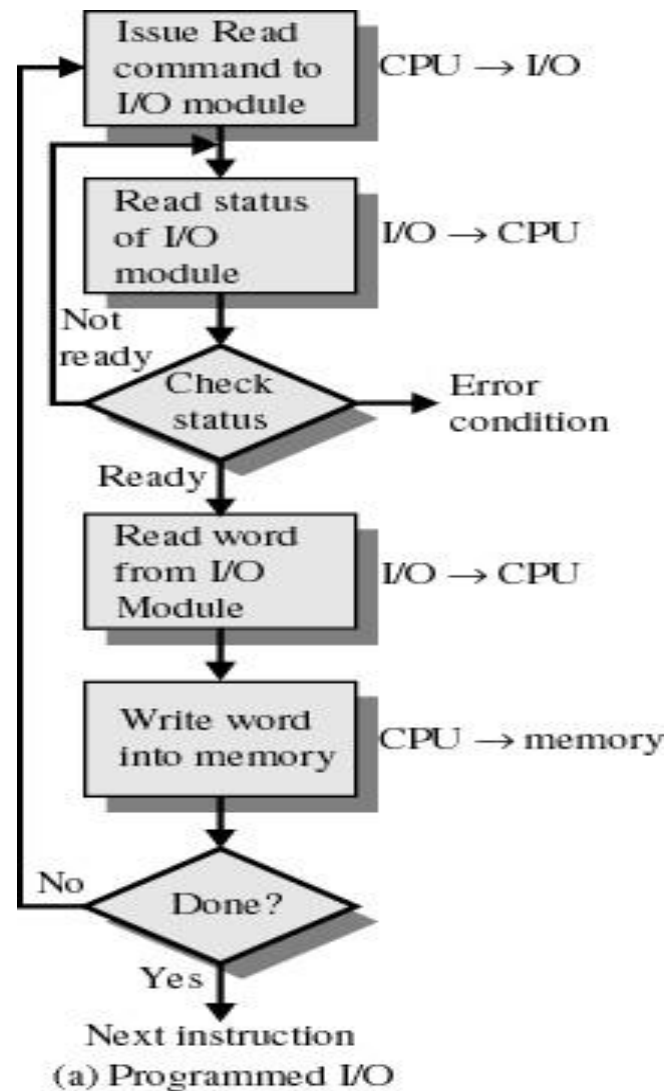 Issue Read
command to
I/O module
CPU → I/O
Read status
of I/O
module
I/O → CPU
Not
ready
Check
status
Error
condition
Ready
Read word
from I/O
Module
I/O → CPU
Write word
into memory
CPU → memory
No
Done?
Yes
Next instruction
(a) Programmed I/O